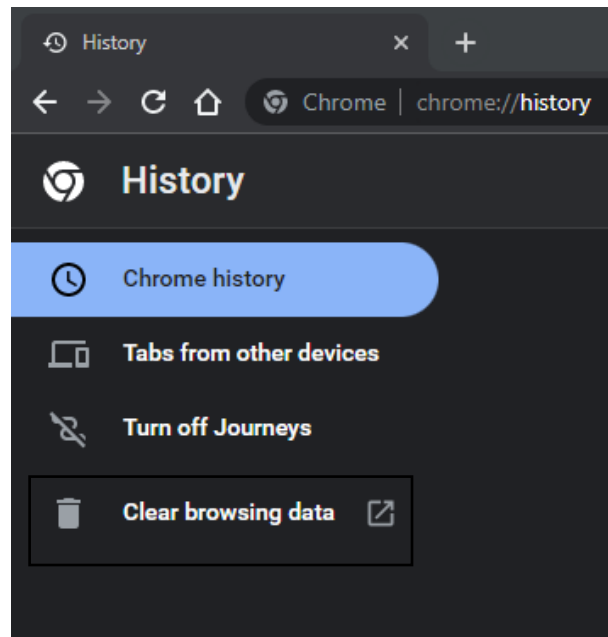 History
Chrome | chrome://history
History
Chrome history
Tabs from other devices
Turn off Journeys
Clear browsing data